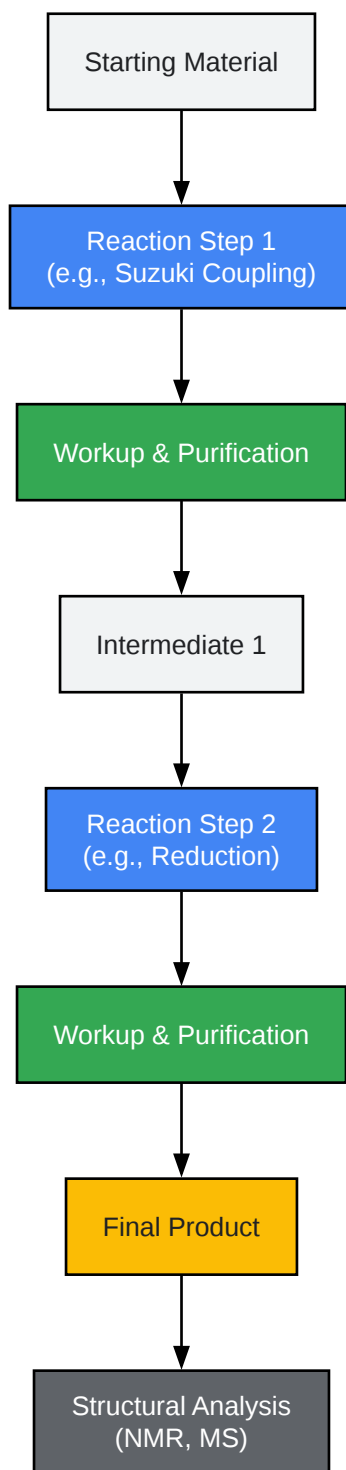 Starting Material
Reaction Step 1
(e.g., Suzuki Coupling)
Workup & Purification
Intermediate 1
Reaction Step 2
(e.g., Reduction)
Workup & Purification
Final Product
Structural Analysis
(NMR, MS)